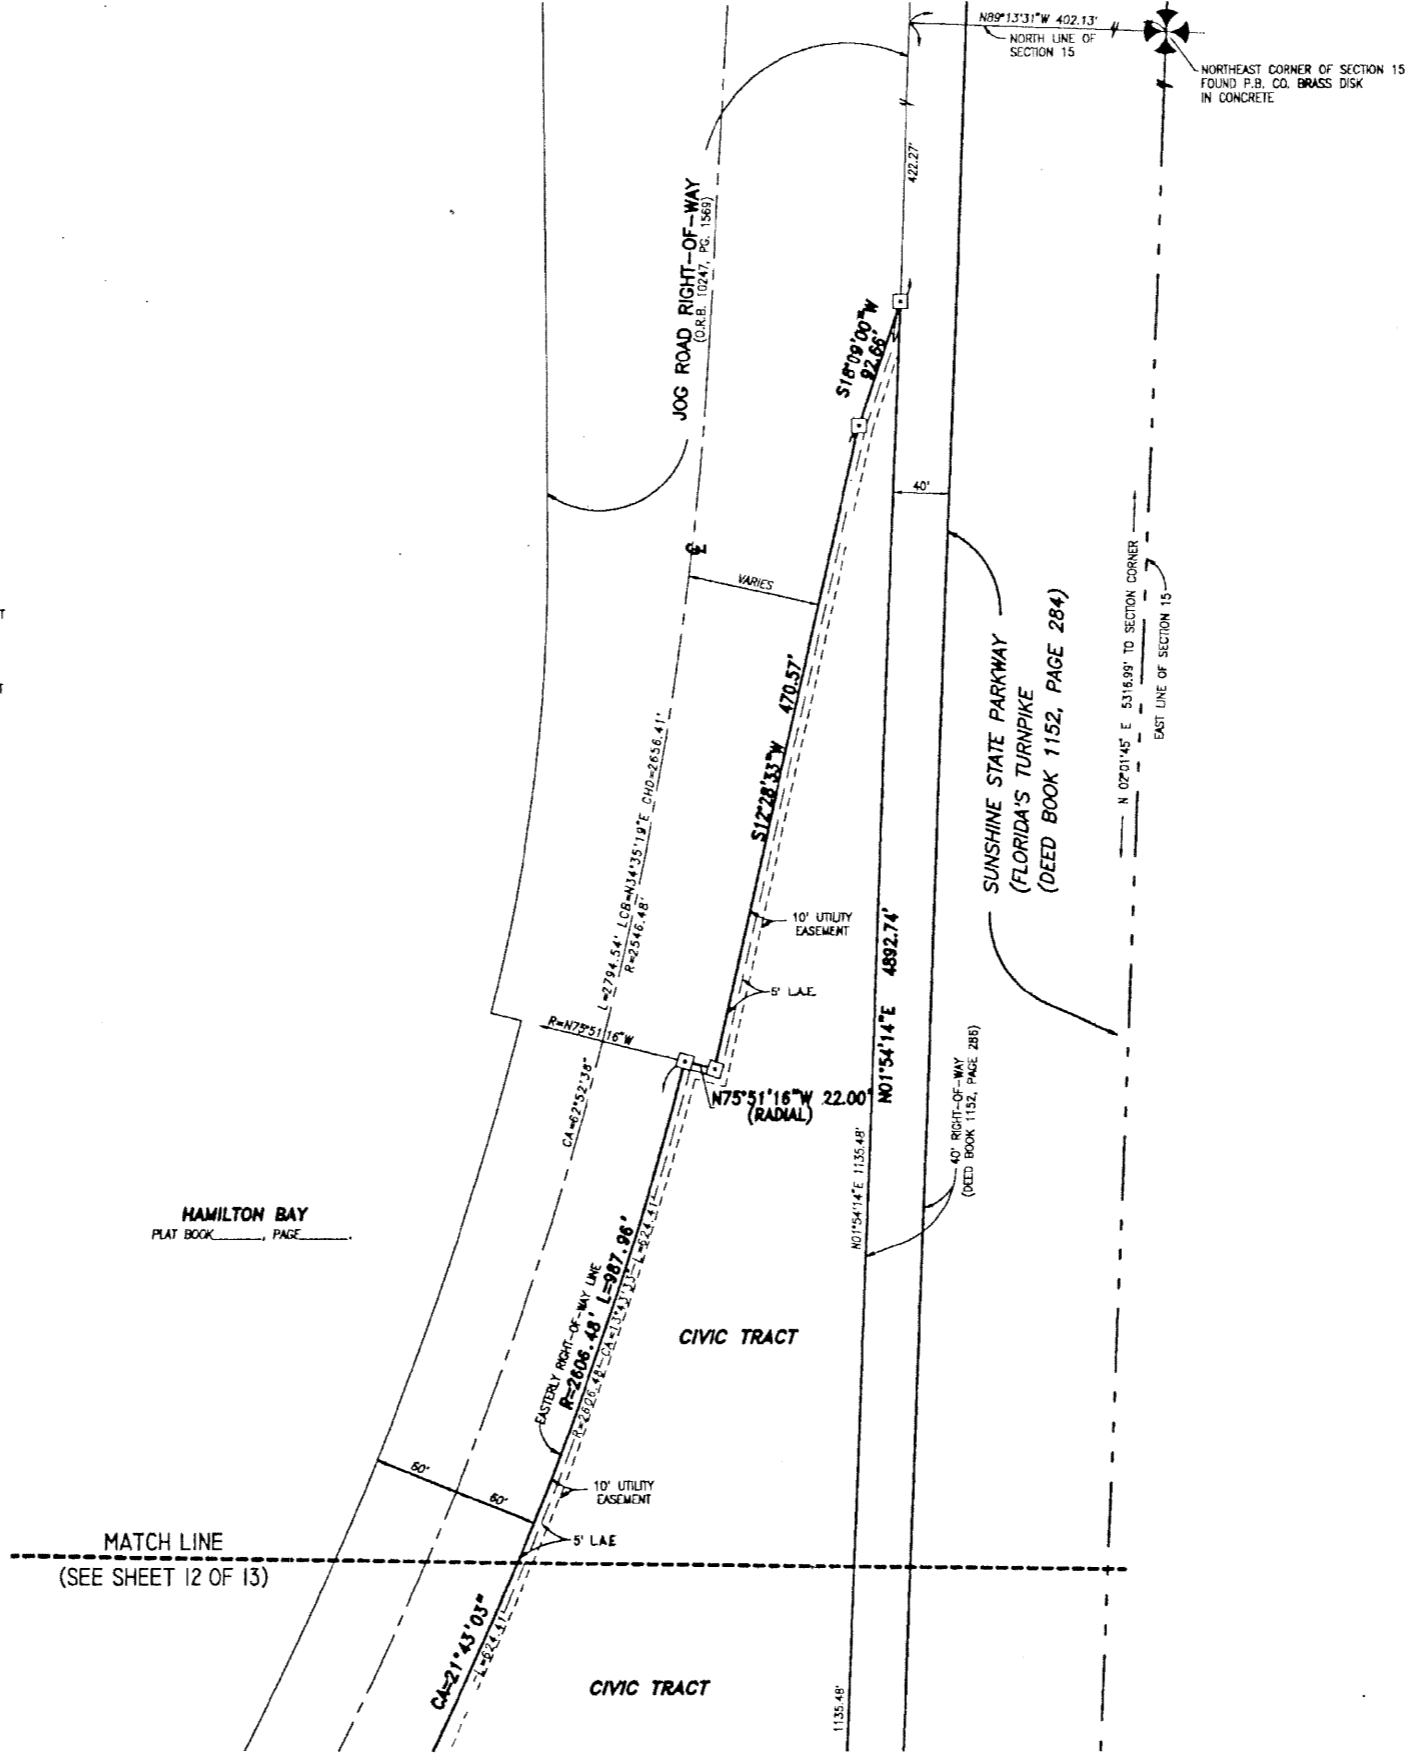 N89°13'31"W 402.13'
NORTH LINE OF
SECTION 15
NORTHEAST CORNER OF SECTION 15
FOUND P.B. CO. BRASS DISK
IN CONCRETE
422.27'
JOG ROAD RIGHT-OF-WAY
(O.R.B. 10247, PG. 1569)
S18°09'00"W
92.66'
40'
VARIES
S12°28'33"W 470.57'
SUNSHINE STATE PARKWAY
(FLORIDA'S TURNPIKE
(DEED BOOK 1152, PAGE 284)
N 02°01'45" E 5316.99' TO SECTION CORNER
EAST LINE OF SECTION 15
L=2794.54' LCB=N34°35'19"E CHD=2656.41'
R=2546.48'
10' UTILITY
EASEMENT
5' L.A.E.
N01°54'14"E 4892.74'
R=N75°51'16"W
N75°51'16"W 22.00'
(RADIAL)
CA=62°52'38"
40' RIGHT-OF-WAY
(DEED BOOK 1152, PAGE 286)
N01°54'14"E 1135.48'
HAMILTON BAY
PLAT BOOK______, PAGE______.
EASTERLY RIGHT-OF-WAY LINE
R=2606.48' L=987.96'
R=2606.48' CA=13°43'33" L=624.41'
CIVIC TRACT
60'
60'
10' UTILITY
EASEMENT
5' LAE
MATCH LINE
(SEE SHEET 12 OF 13)
CA=21°43'03"
L=624.41'
CIVIC TRACT
1135.48'